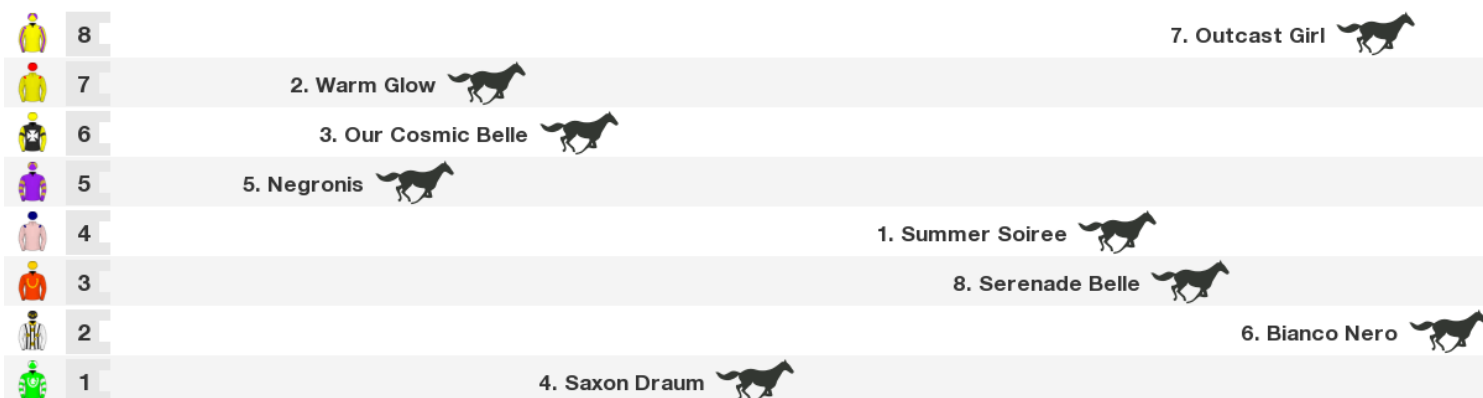 8 7. Outcast Girl
7 2. Warm Glow
6 3. Our Cosmic Belle
5 5. Negronis
4 1. Summer Soiree
3 8. Serenade Belle
2 6. Bianco Nero
1 4. Saxon Draum